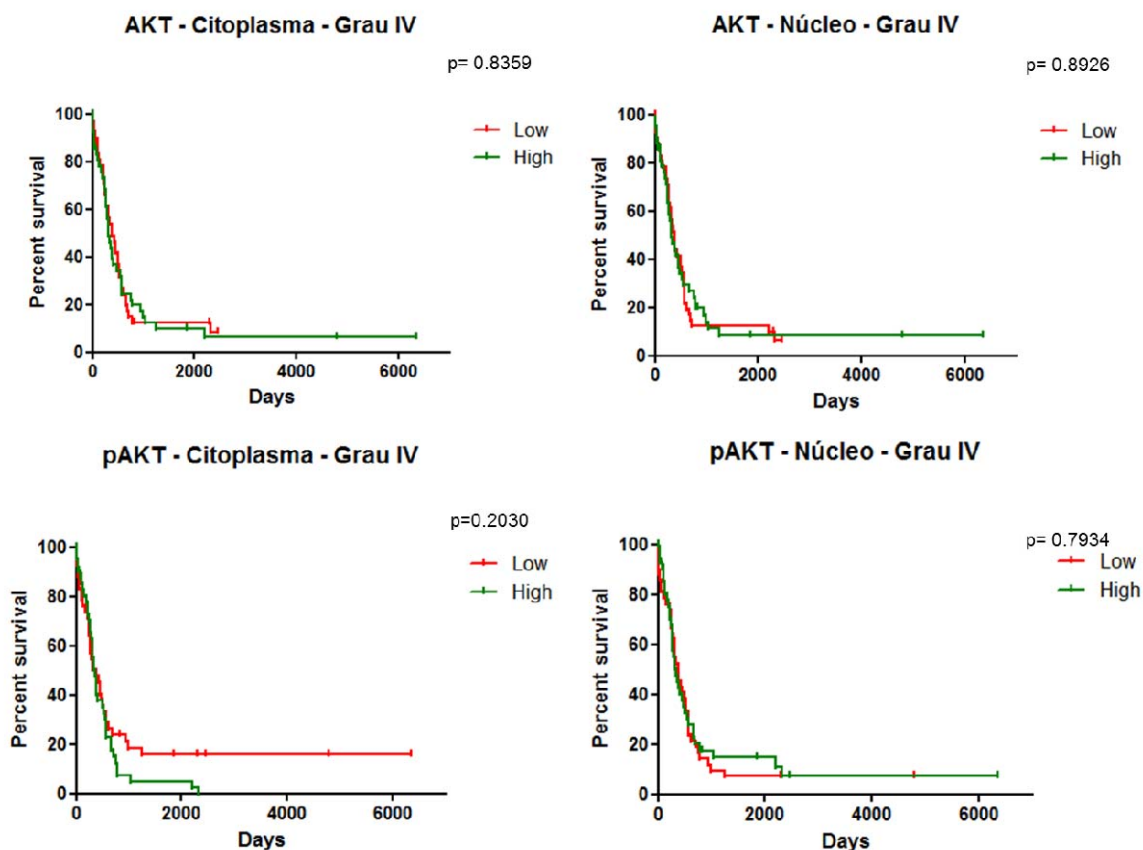 AKT - Citoplasma - Grau IV
p= 0.8359
Low
High
Percent survival
100
80
60
40
20
0
0 2000 4000 6000
Days
AKT - Núcleo - Grau IV
p= 0.8926
Low
High
Percent survival
100
80
60
40
20
0
0 2000 4000 6000
Days
pAKT - Citoplasma - Grau IV
p=0.2030
Low
High
Percent survival
100
80
60
40
20
0
0 2000 4000 6000
Days
pAKT - Núcleo - Grau IV
p= 0.7934
Low
High
Percent survival
100
80
60
40
20
0
0 2000 4000 6000
Days